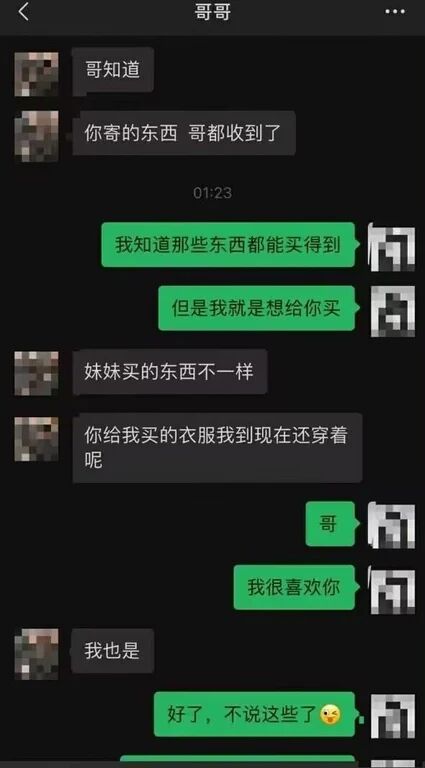 哥哥
哥知道
你寄的东西 哥都收到了
01:23
我知道那些东西都能买得到
但是我就是想给你买
妹妹买的东西不一样
你给我买的衣服我到现在还穿着
呢
哥
我很喜欢你
我也是
好了，不说这些了😜